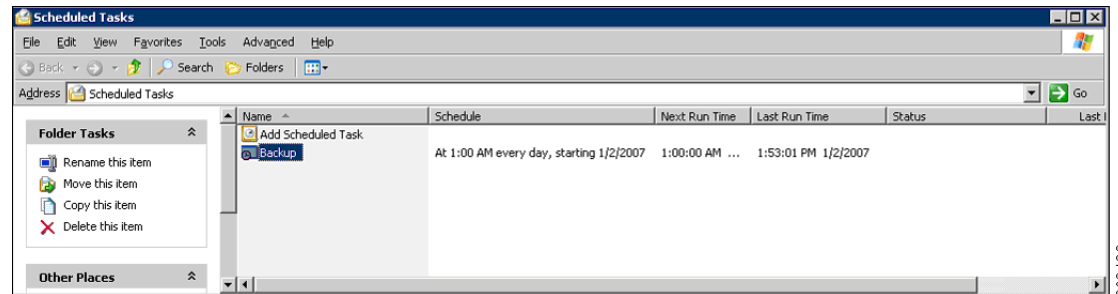 Scheduled Tasks
File Edit View Favorites Tools Advanced Help
Back Search Folders
Address Scheduled Tasks Go
Name Schedule Next Run Time Last Run Time Status Last
Folder Tasks
Add Scheduled Task
Backup At 1:00 AM every day, starting 1/2/2007 1:00:00 AM ... 1:53:01 PM 1/2/2007
Rename this item
Move this item
Copy this item
Delete this item
Other Places